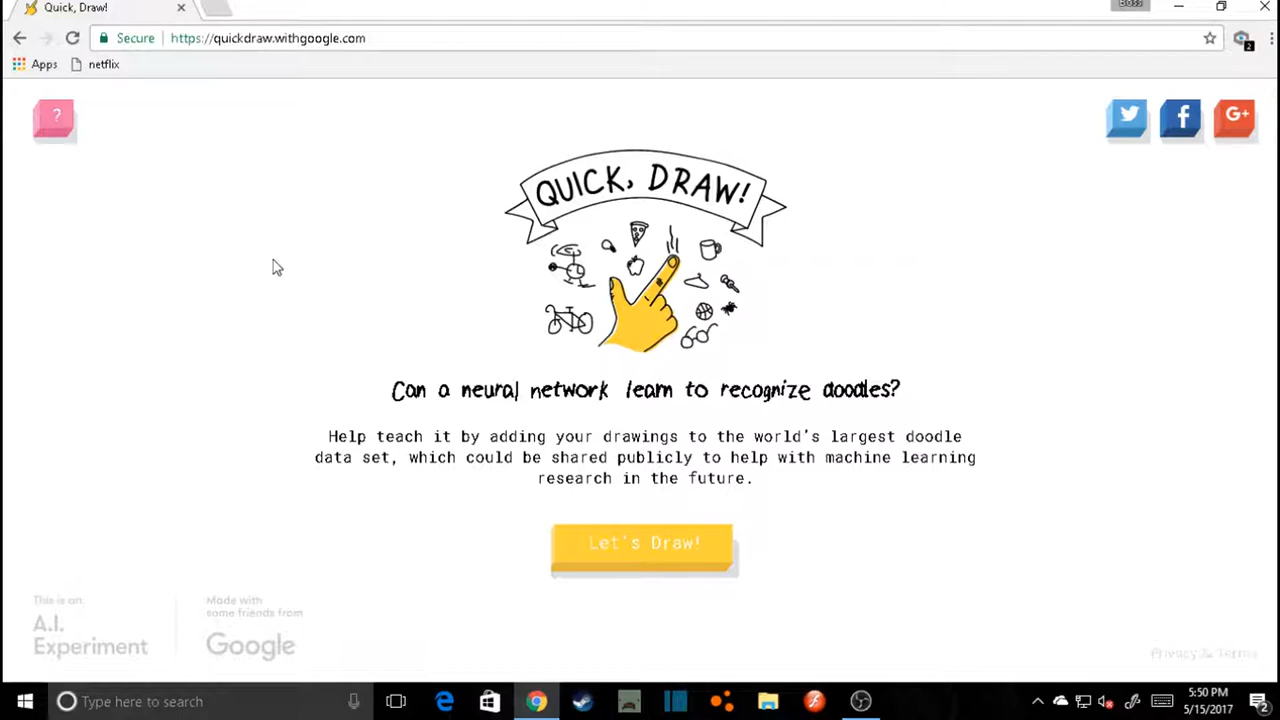 Quick, Draw!
Boss
Secure
https://quickdraw.withgoogle.com
2
Apps
netflix
?
G+
QUICK, DRAW!
Can a neural network learn to recognize doodles?
Help teach it by adding your drawings to the world's largest doodle
data set, which could be shared publicly to help with machine learning
research in the future.
Let's Draw!
This is an
A.I.
Experiment
Made with
some friends from
Google
Privacy & Terms
Type here to search
5:50 PM
5/15/2017
2